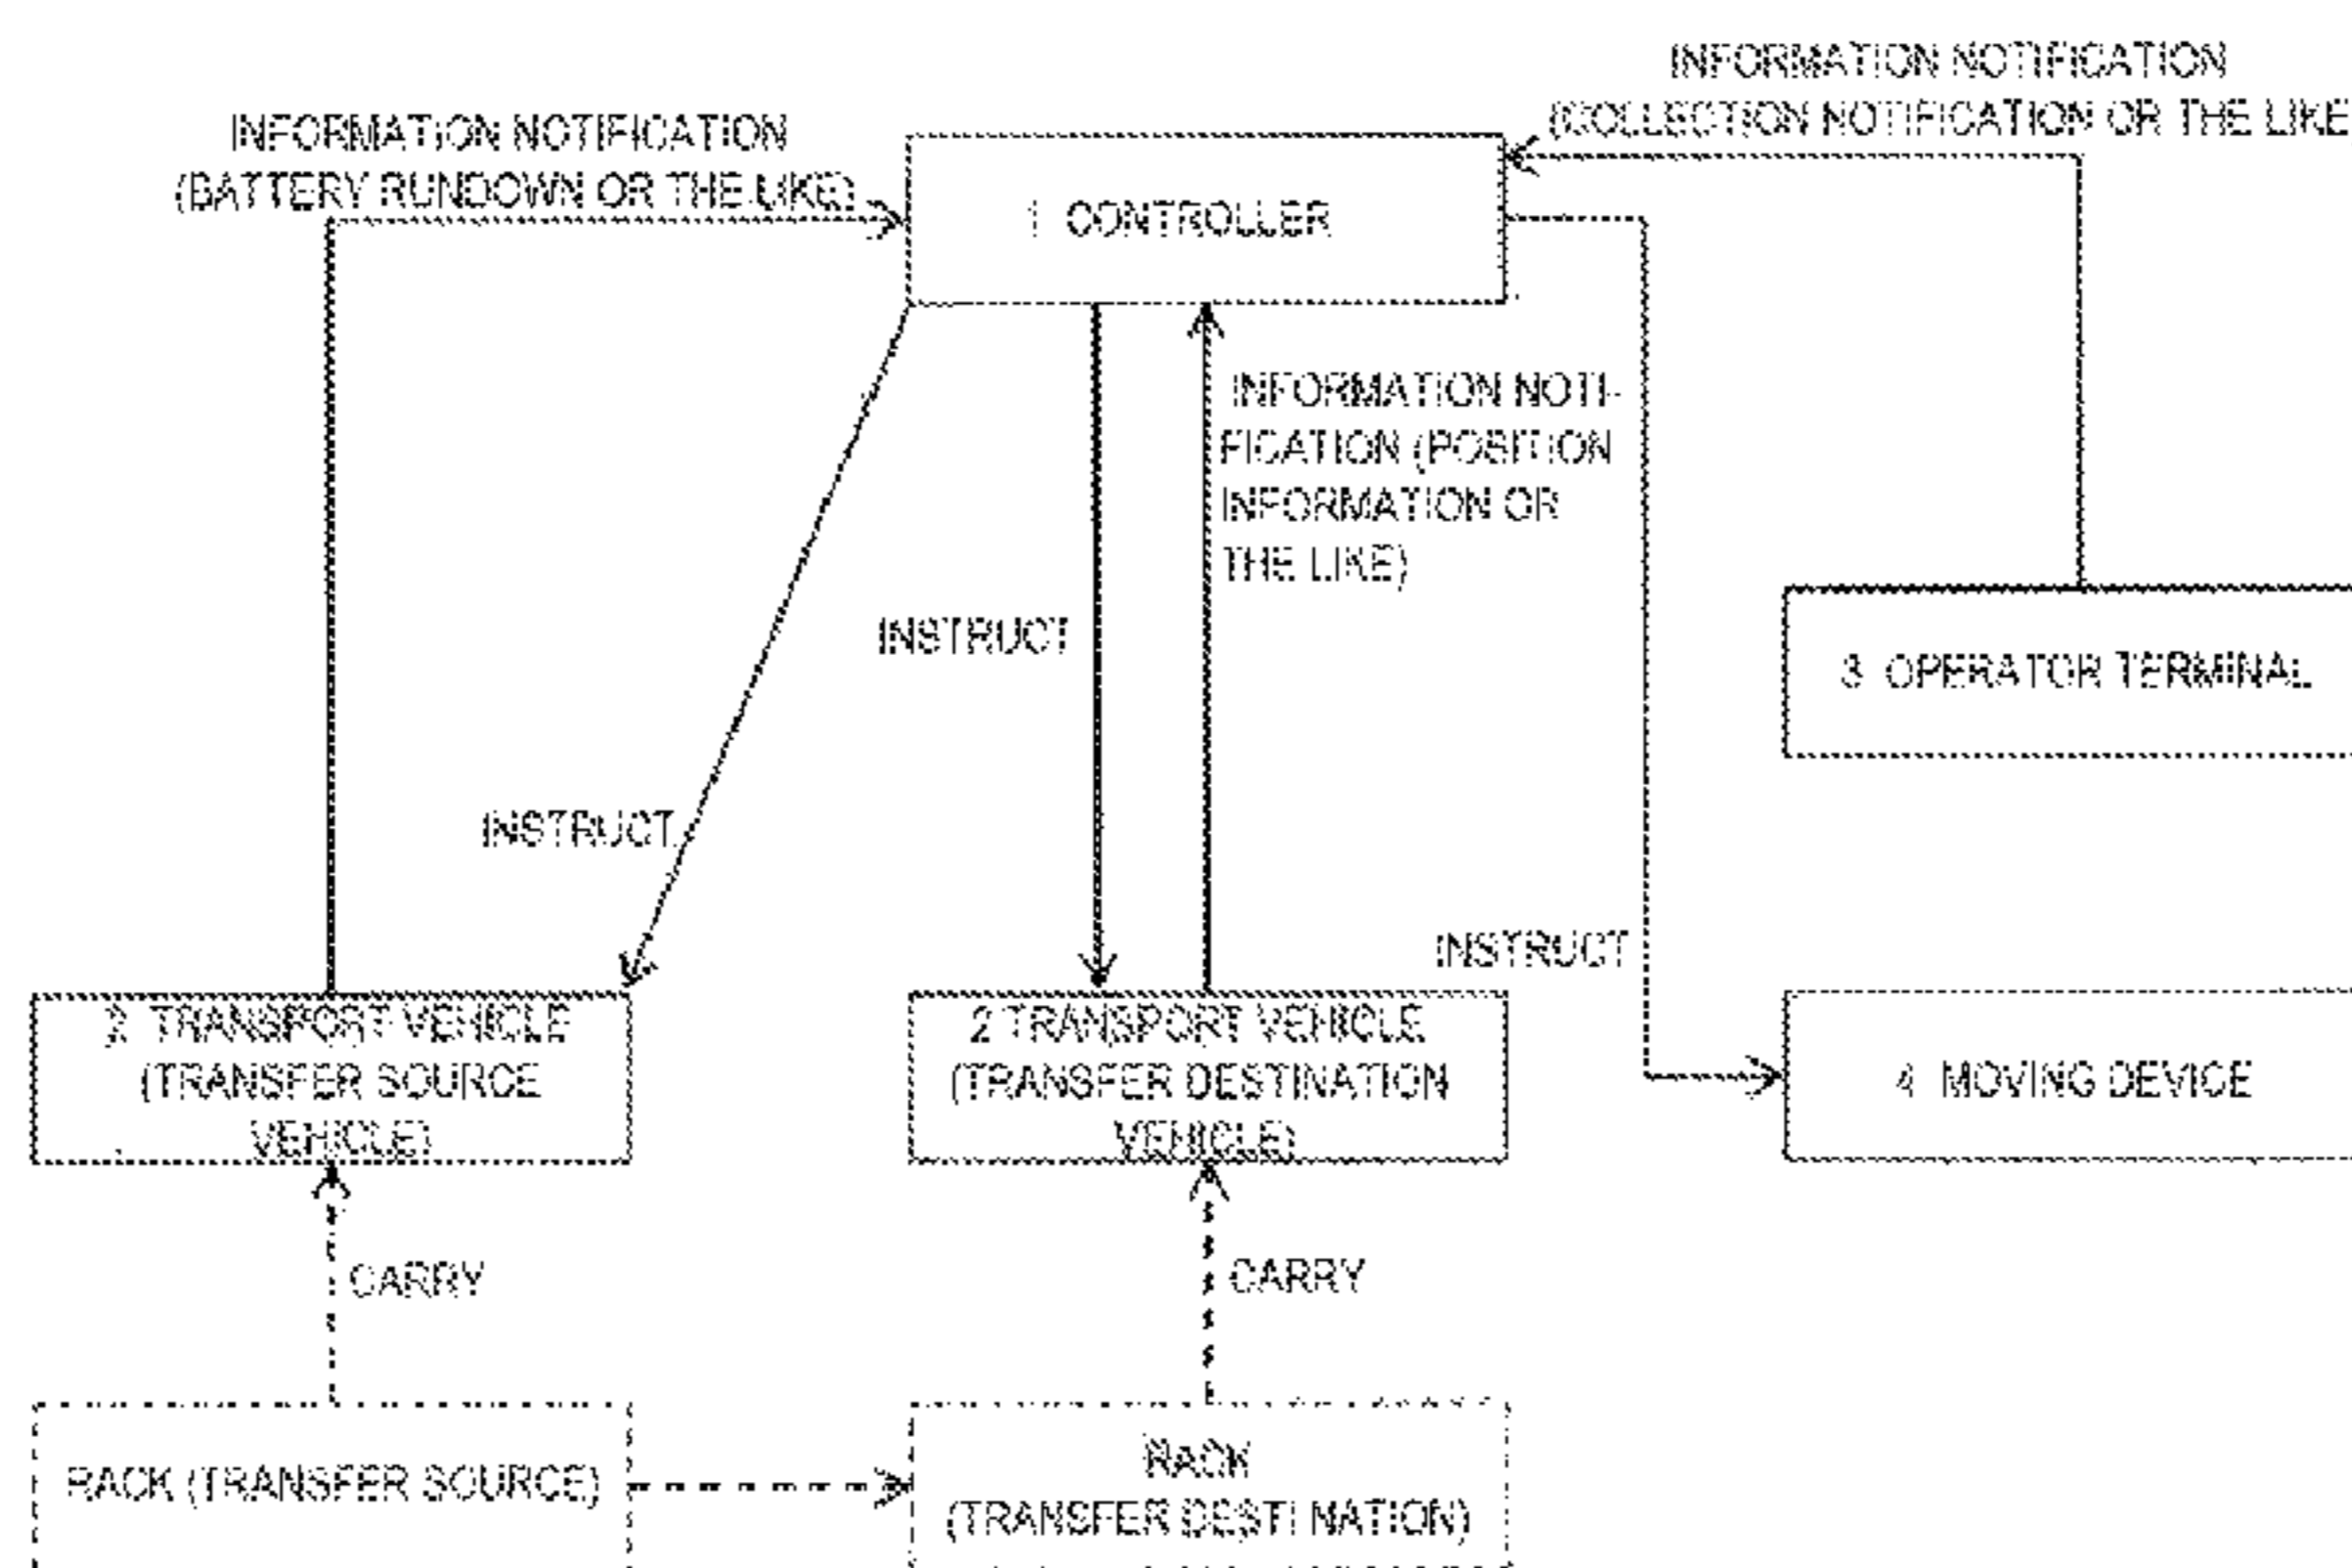 INFORMATION NOTIFICATION
(COLLECTION NOTIFICATION OR THE LIKE
INFORMATION NOTIFICATION
(BATTERY RUNDOWN OR THE LIKE)
1 CONTROLLER
INFORMATION NOTI-
FICATION (POSITION
INFORMATION OR
THE LIKE)
INSTRUCT
3 OPERATOR TERMINAL
INSTRUCT
INSTRUCT
2 TRANSPORT VEHICLE
(TRANSFER SOURCE
VEHICLE)
2 TRANSPORT VEHICLE
(TRANSFER DESTINATION
VEHICLE)
4 MOVING DEVICE
CARRY
CARRY
RACK (TRANSFER SOURCE)
RACK
(TRANSFER DESTINATION)